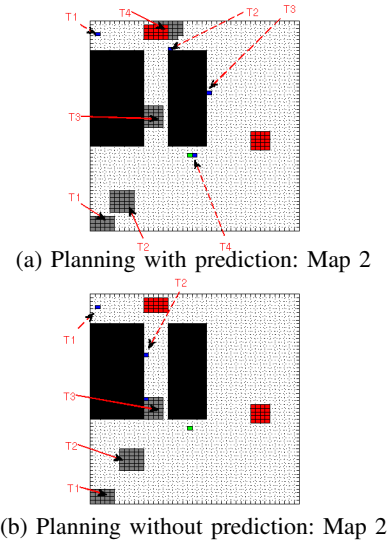 T1 T4 T2 T3
T3
T1
T2 T4
(a) Planning with prediction: Map 2
T2
T1
T3
T2
T1
(b) Planning without prediction: Map 2